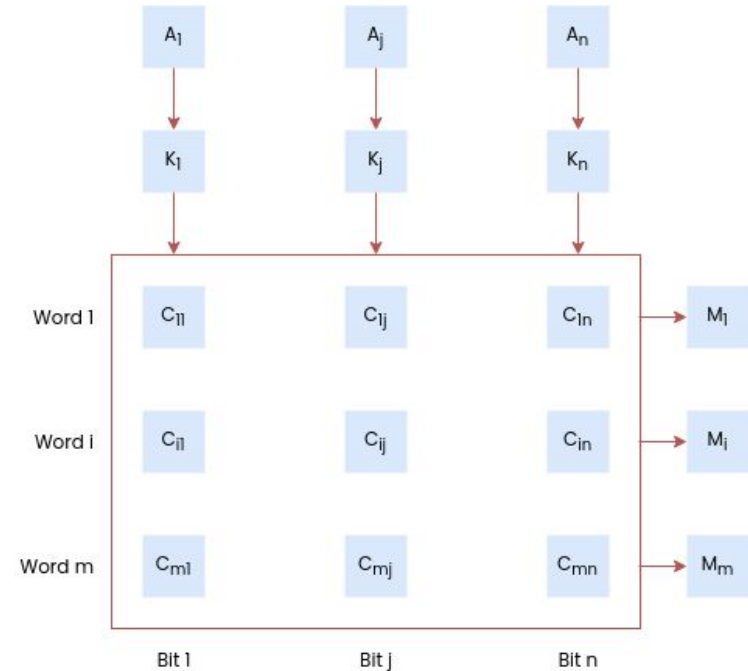 A₁ Aⱼ Aₙ
K₁ Kⱼ Kₙ
Word 1 C₁₁ C₁ⱼ C₁ₙ M₁
Word i Cᵢ₁ Cᵢⱼ Cᵢₙ Mᵢ
Word m Cₘ₁ Cₘⱼ Cₘₙ Mₘ
Bit 1 Bit j Bit n